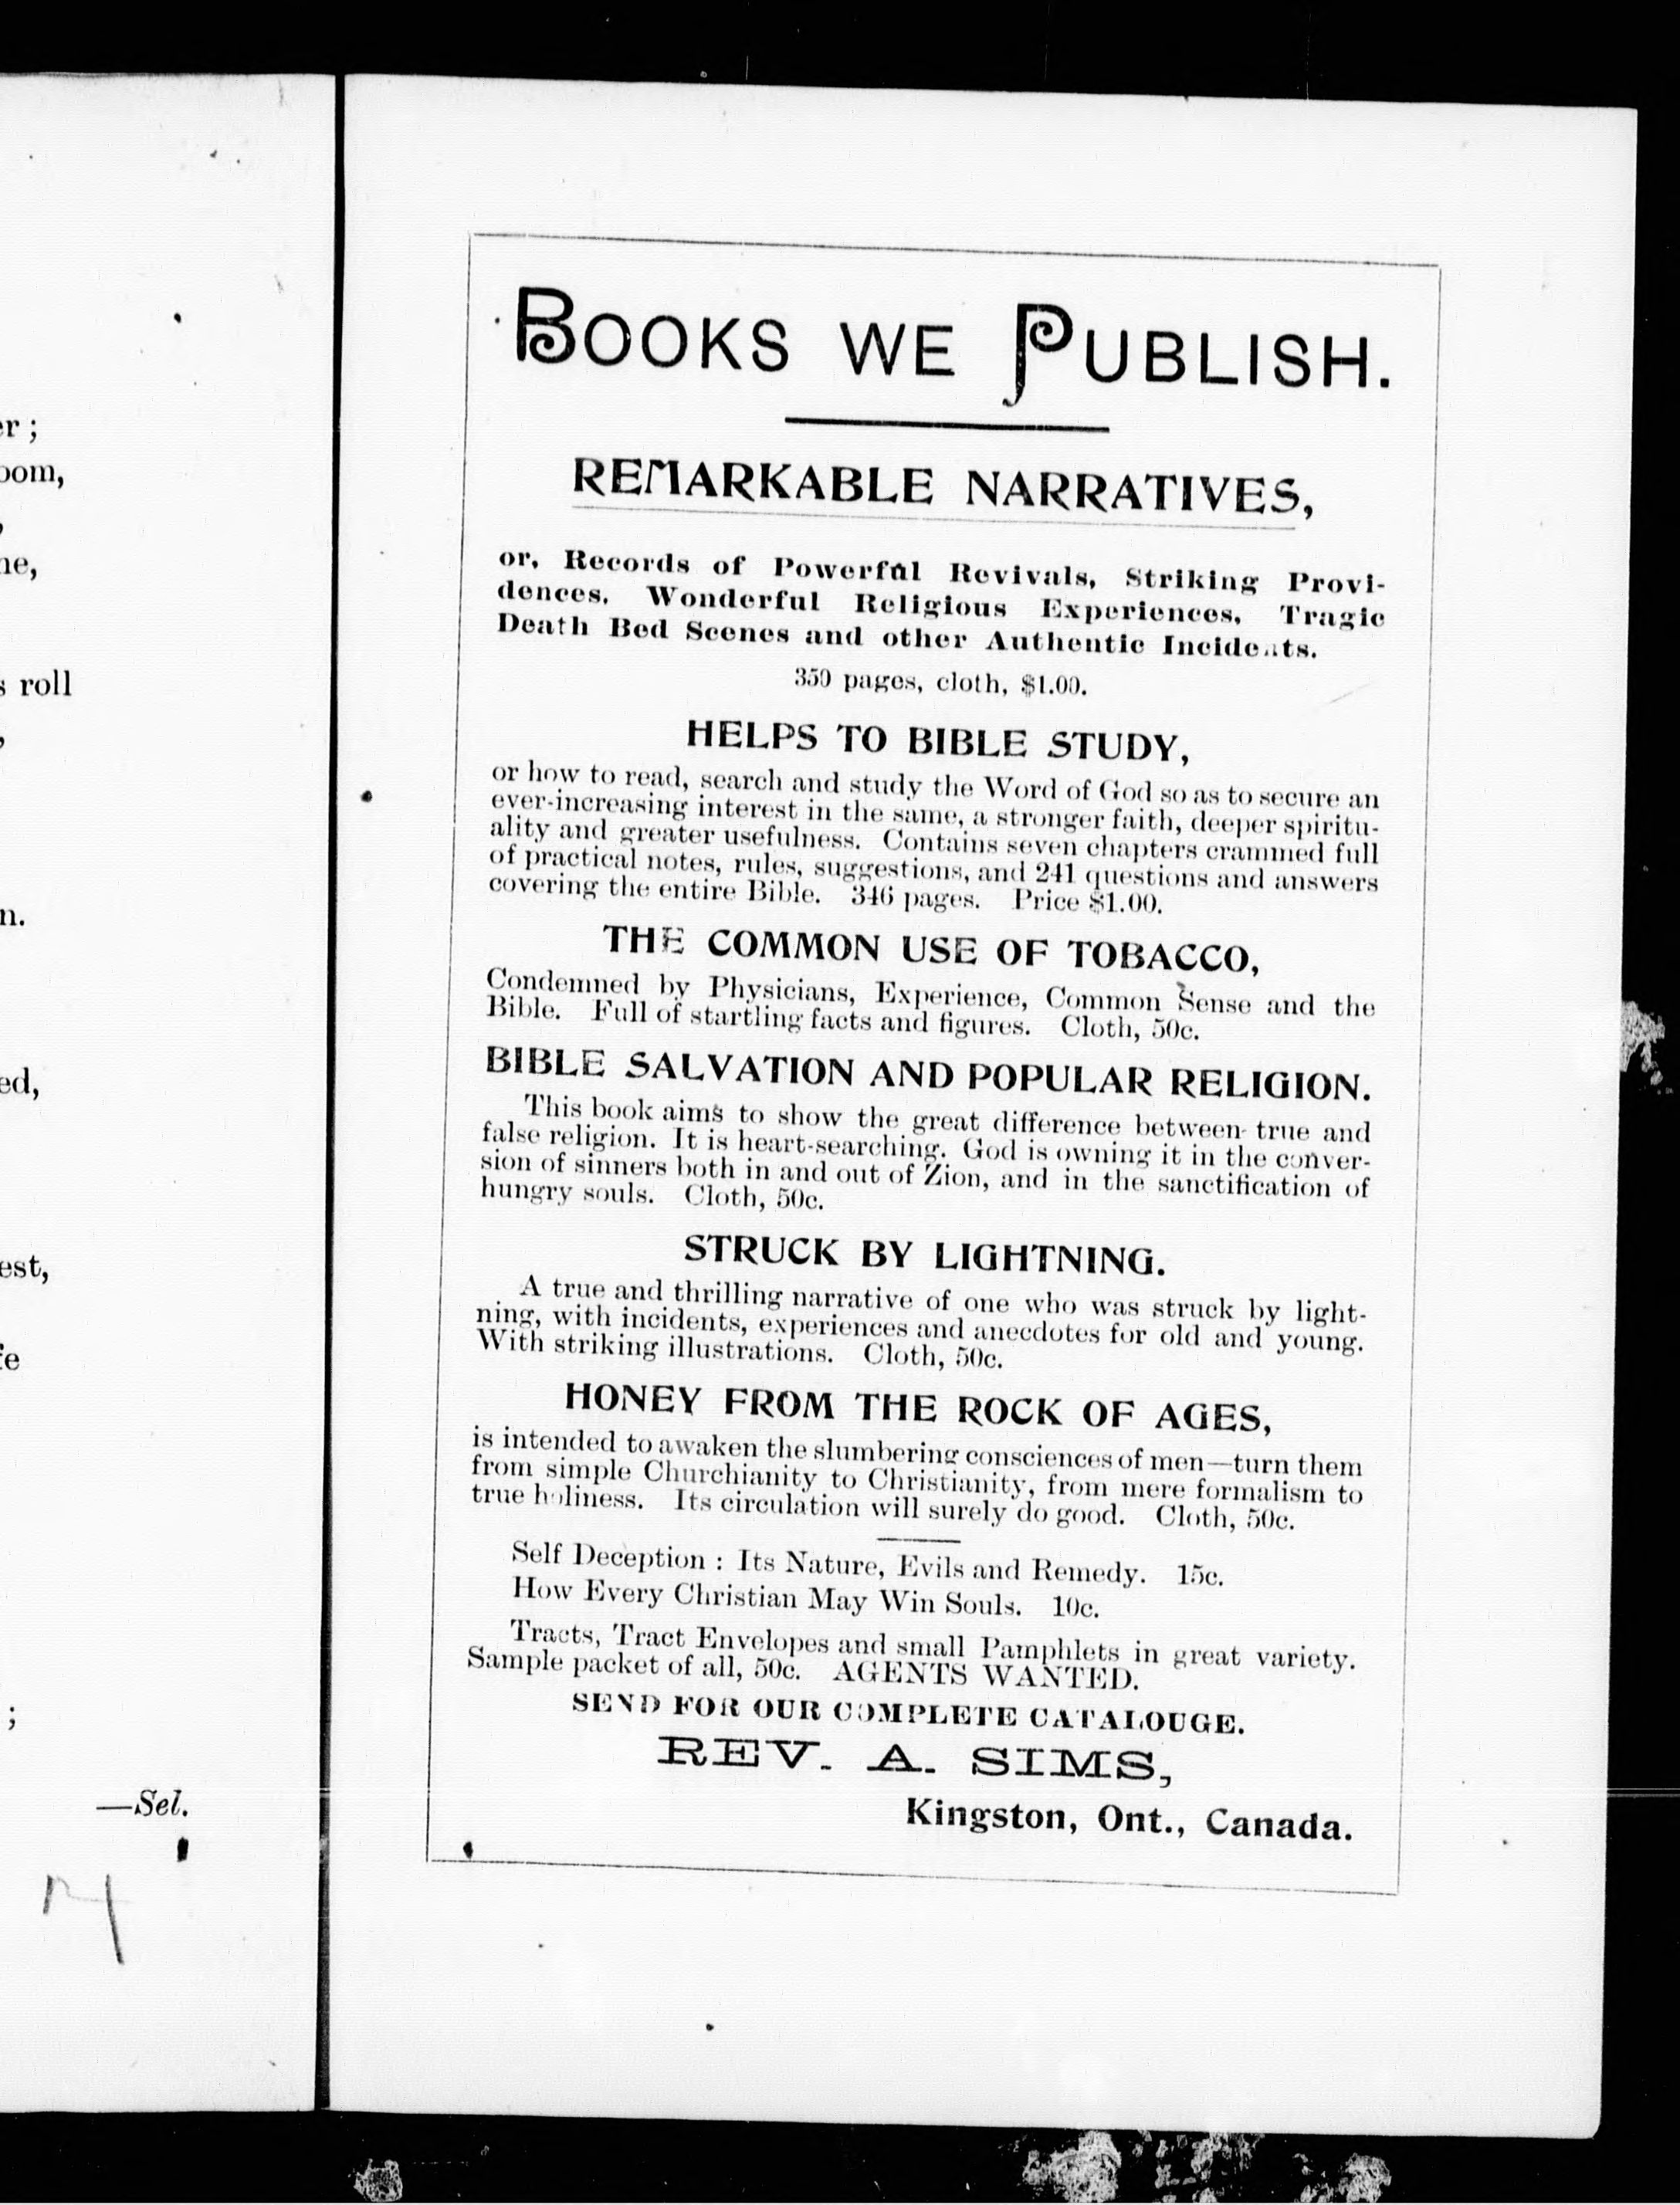 er ;
oom,
,
ne,
s roll
,
n.
ed,
est,
fe
;
—Sel.
BOOKS WE PUBLISH.
REMARKABLE NARRATIVES,
or, Records of Powerful Revivals, Striking Provi-
dences, Wonderful Religious Experiences, Tragic
Death Bed Scenes and other Authentic Incidents.
350 pages, cloth, $1.00.
HELPS TO BIBLE STUDY,
or how to read, search and study the Word of God so as to secure an
ever-increasing interest in the same, a stronger faith, deeper spiritu-
ality and greater usefulness. Contains seven chapters crammed full
of practical notes, rules, suggestions, and 241 questions and answers
covering the entire Bible. 346 pages. Price $1.00.
THE COMMON USE OF TOBACCO,
Condemned by Physicians, Experience, Common Sense and the
Bible. Full of startling facts and figures. Cloth, 50c.
BIBLE SALVATION AND POPULAR RELIGION.
This book aims to show the great difference between true and
false religion. It is heart-searching. God is owning it in the conver-
sion of sinners both in and out of Zion, and in the sanctification of
hungry souls. Cloth, 50c.
STRUCK BY LIGHTNING.
A true and thrilling narrative of one who was struck by light-
ning, with incidents, experiences and anecdotes for old and young.
With striking illustrations. Cloth, 50c.
HONEY FROM THE ROCK OF AGES,
is intended to awaken the slumbering consciences of men—turn them
from simple Churchianity to Christianity, from mere formalism to
true holiness. Its circulation will surely do good. Cloth, 50c.
Self Deception : Its Nature, Evils and Remedy. 15c.
How Every Christian May Win Souls. 10c.
Tracts, Tract Envelopes and small Pamphlets in great variety.
Sample packet of all, 50c. AGENTS WANTED.
SEND FOR OUR COMPLETE CATALOUGE.
REV. A. SIMS,
Kingston, Ont., Canada.